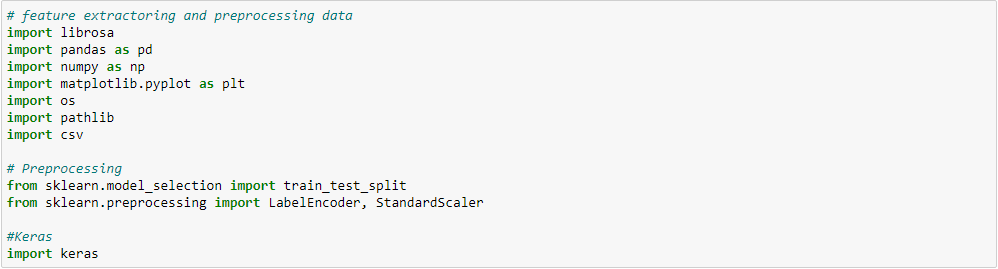 # feature extractoring and preprocessing data
import librosa
import pandas as pd
import numpy as np
import matplotlib.pyplot as plt
import os
import pathlib
import csv
# Preprocessing
from sklearn.model_selection import train_test_split
from sklearn.preprocessing import LabelEncoder, StandardScaler
#Keras
import keras